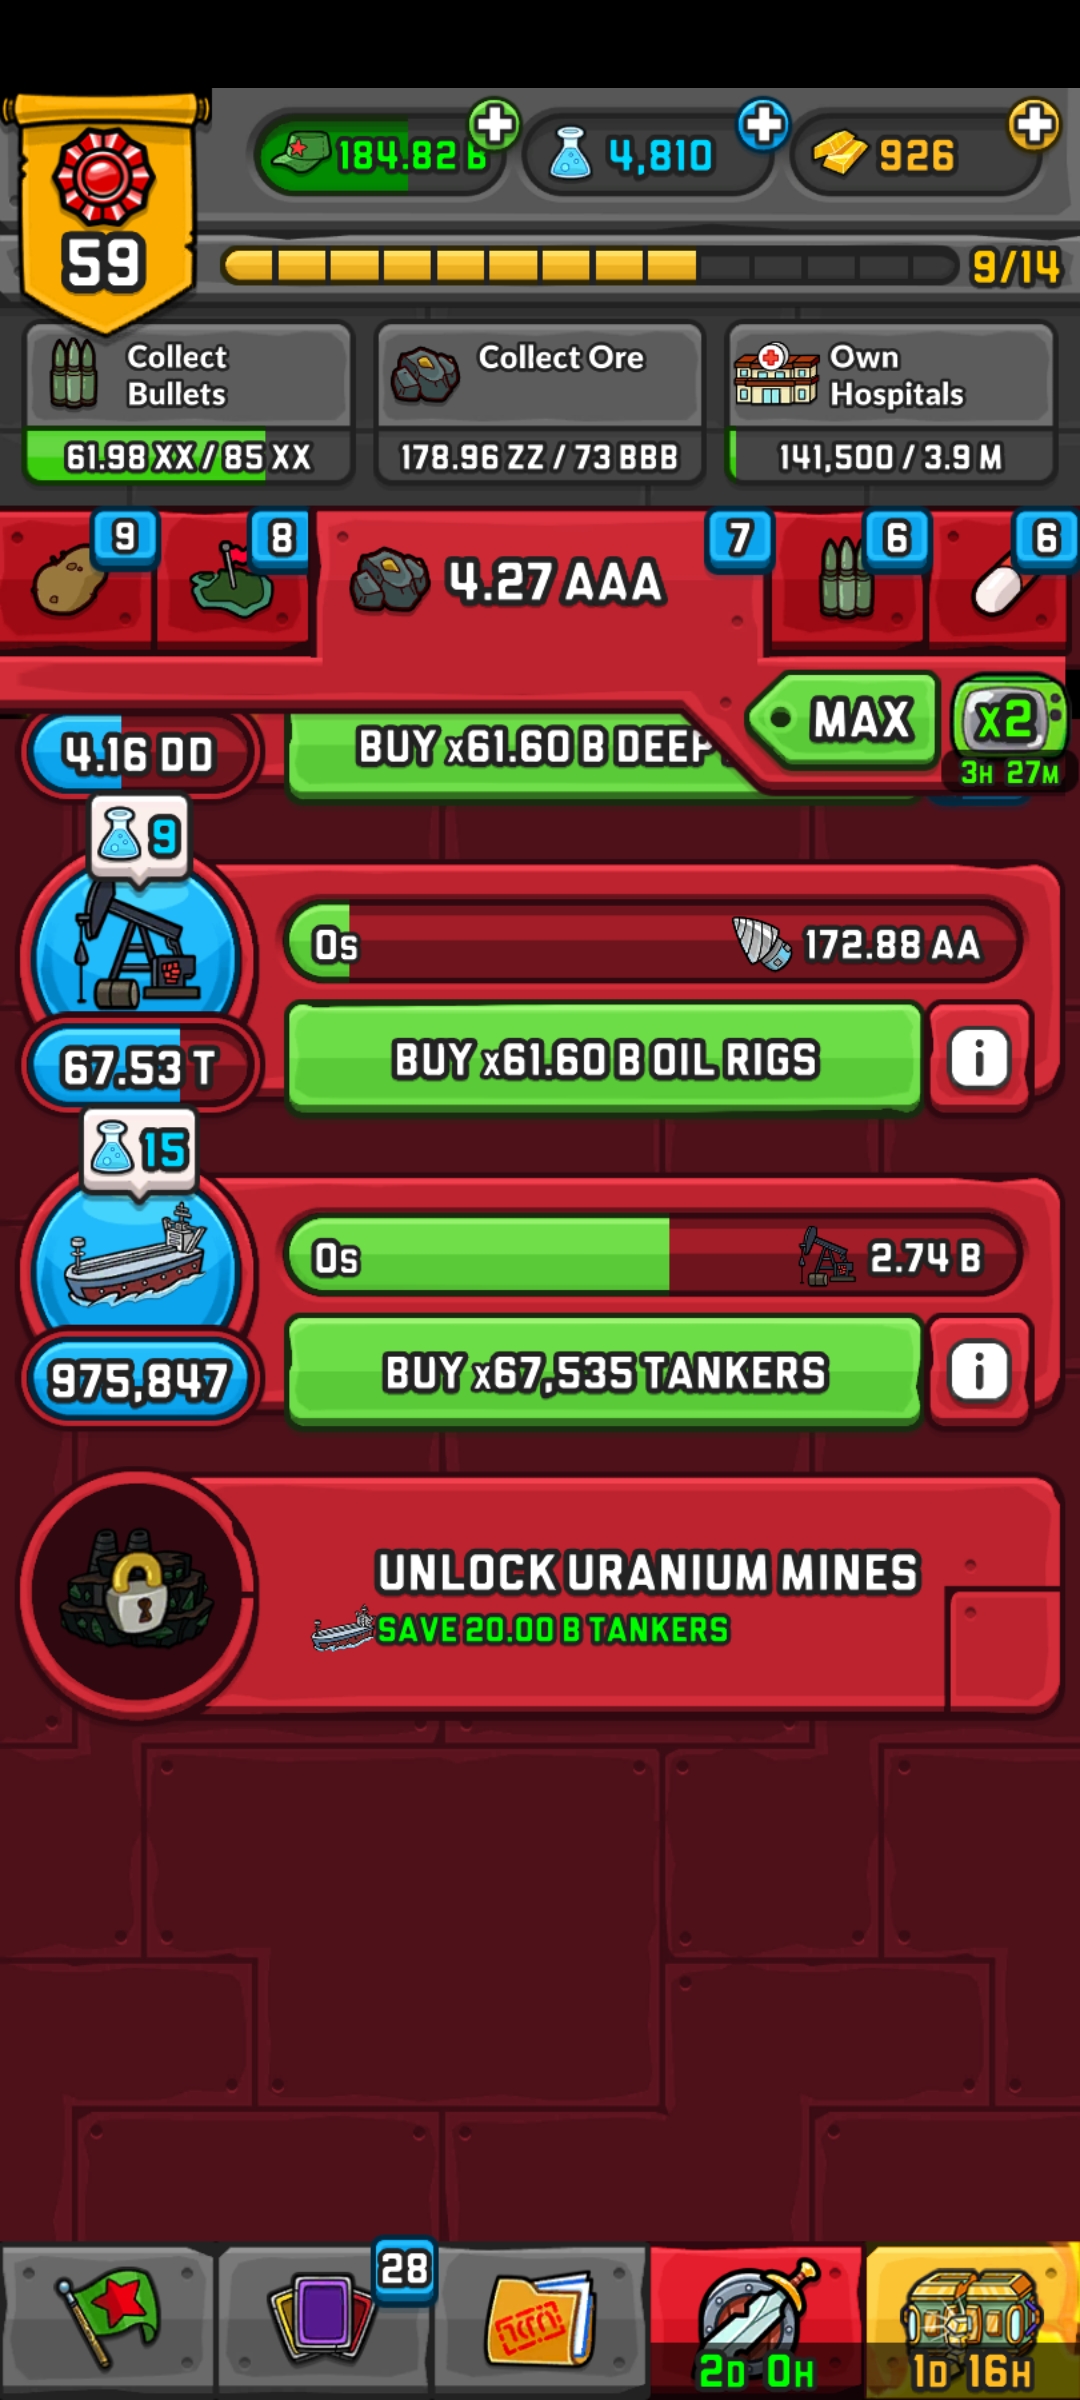 184.82 B
4,810
926
59
9/14
Collect
Bullets
61.98 XX / 85 XX
Collect Ore
178.96 ZZ / 73 BBB
Own
Hospitals
141,500 / 3.9 M
9
8
4.27 AAA
7
6
6
MAX
x2
3H 27M
4.16 DD
BUY x61.60 B DEEP
9
0s
172.88 AA
67.53 T
BUY x61.60 B OIL RIGS
i
15
0s
2.74 B
975,847
BUY x67,535 TANKERS
i
UNLOCK URANIUM MINES
SAVE 20.00 B TANKERS
28
2D 0H
1D 16H